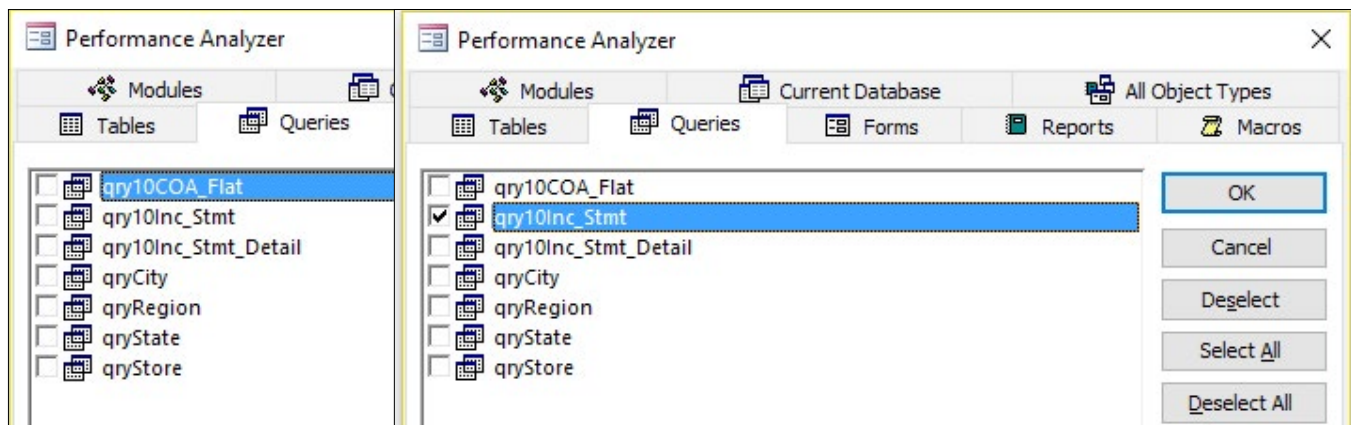 Performance Analyzer
Modules
Tables Queries
qry10COA_Flat
qry10Inc_Stmt
qry10Inc_Stmt_Detail
qryCity
qryRegion
qryState
qryStore
Performance Analyzer
Modules Current Database All Object Types
Tables Queries Forms Reports Macros
qry10COA_Flat
qry10Inc_Stmt
qry10Inc_Stmt_Detail
qryCity
qryRegion
qryState
qryStore
OK
Cancel
Deselect
Select All
Deselect All